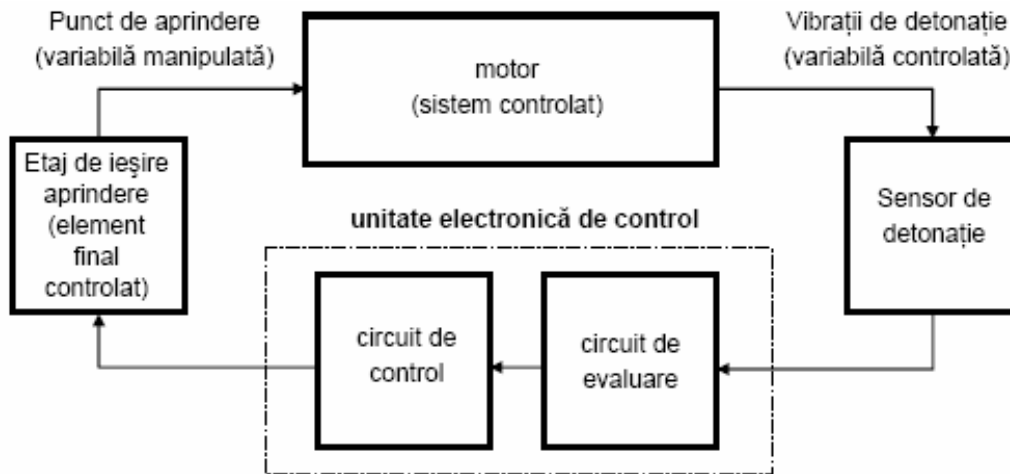 Punct de aprindere
(variabilă manipulată)
motor
(sistem controlat)
Vibrații de detonație
(variabilă controlată)
Etaj de ieşire
aprindere
(element
final
controlat)
Sensor de
detonație
unitate electronică de control
circuit de
control
circuit de
evaluare